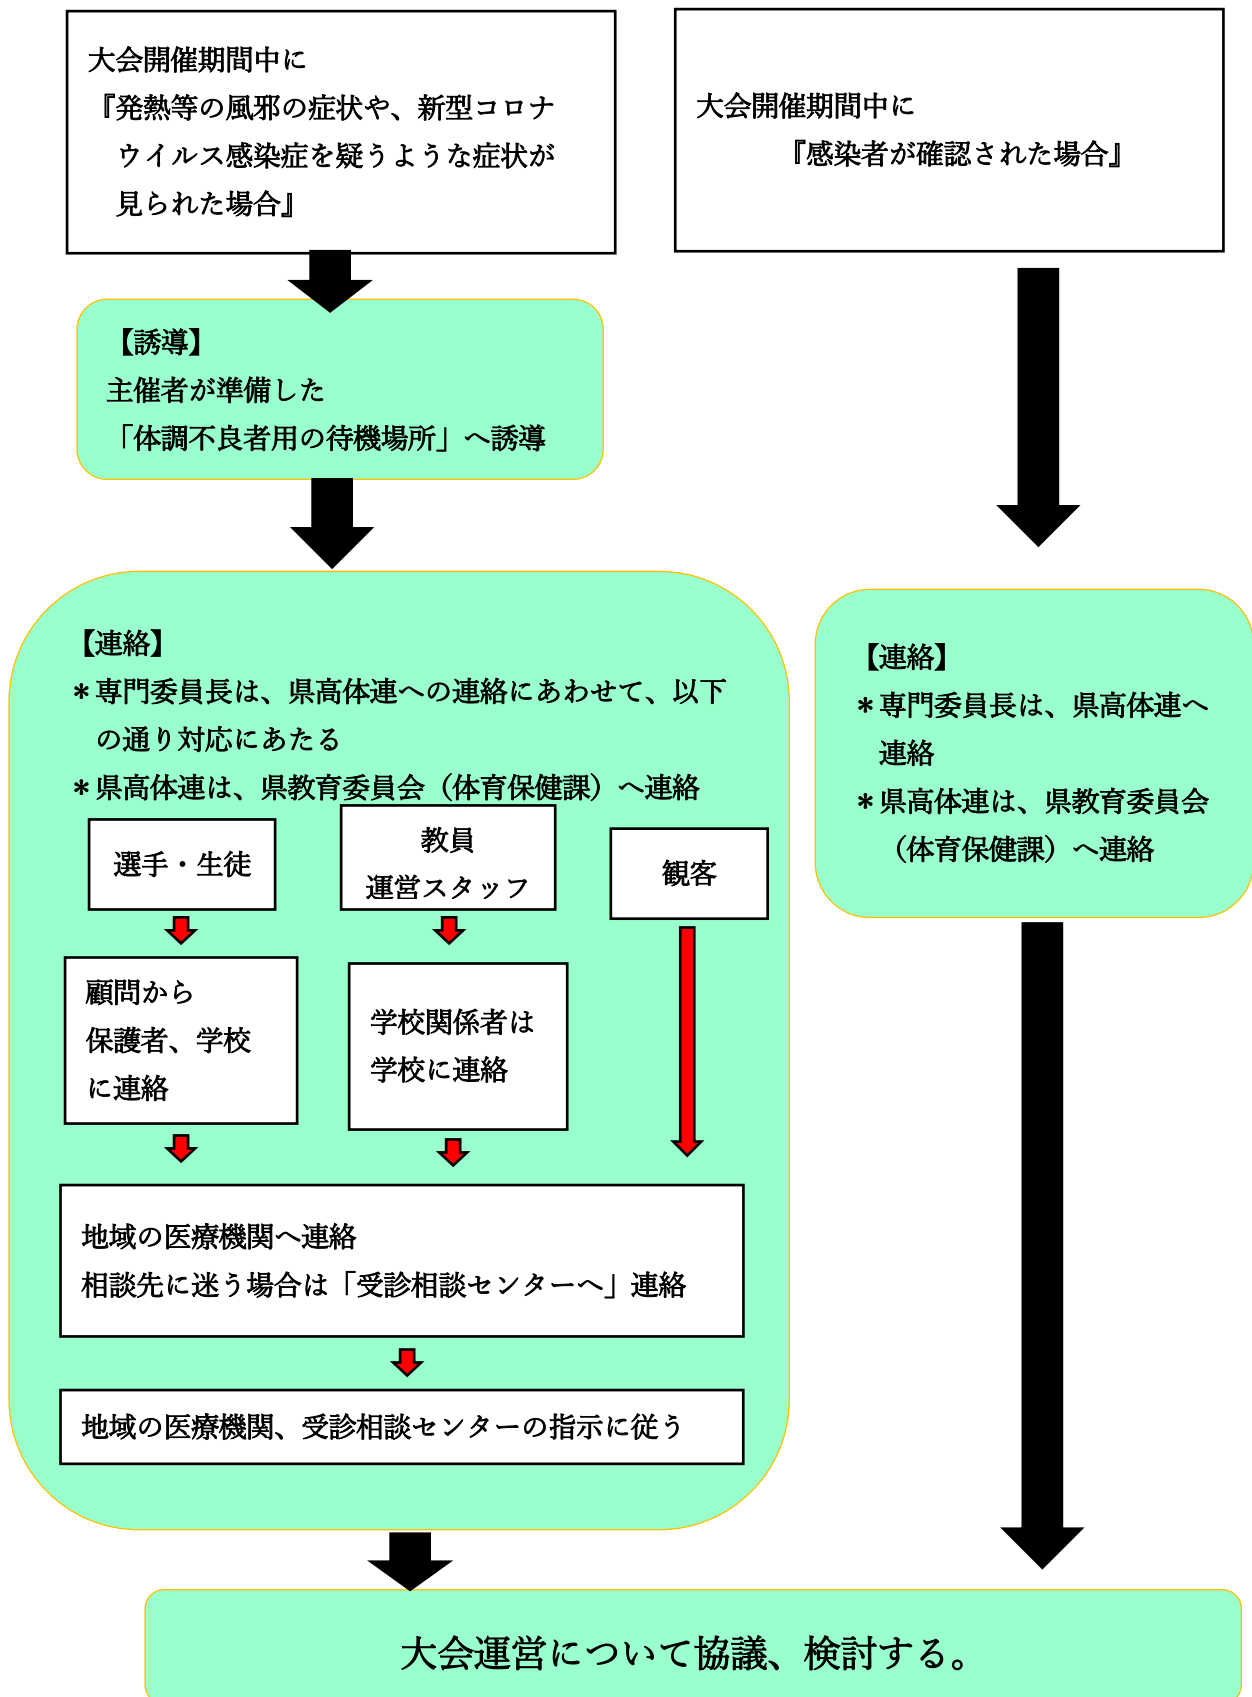 大会開催期間中に
『発熱等の風邪の症状や、新型コロナ
ウイルス感染症を疑うような症状が
見られた場合』
大会開催期間中に
『感染者が確認された場合』
【誘導】
主催者が準備した
「体調不良者用の待機場所」へ誘導
【連絡】
＊専門委員長は、県高体連への連絡にあわせて、以下
の通り対応にあたる
＊県高体連は、県教育委員会（体育保健課）へ連絡
選手・生徒
教員
運営スタッフ
観客
顧問から
保護者、学校
に連絡
学校関係者は
学校に連絡
地域の医療機関へ連絡
相談先に迷う場合は「受診相談センターへ」連絡
地域の医療機関、受診相談センターの指示に従う
【連絡】
＊専門委員長は、県高体連へ
連絡
＊県高体連は、県教育委員会
（体育保健課）へ連絡
大会運営について協議、検討する。